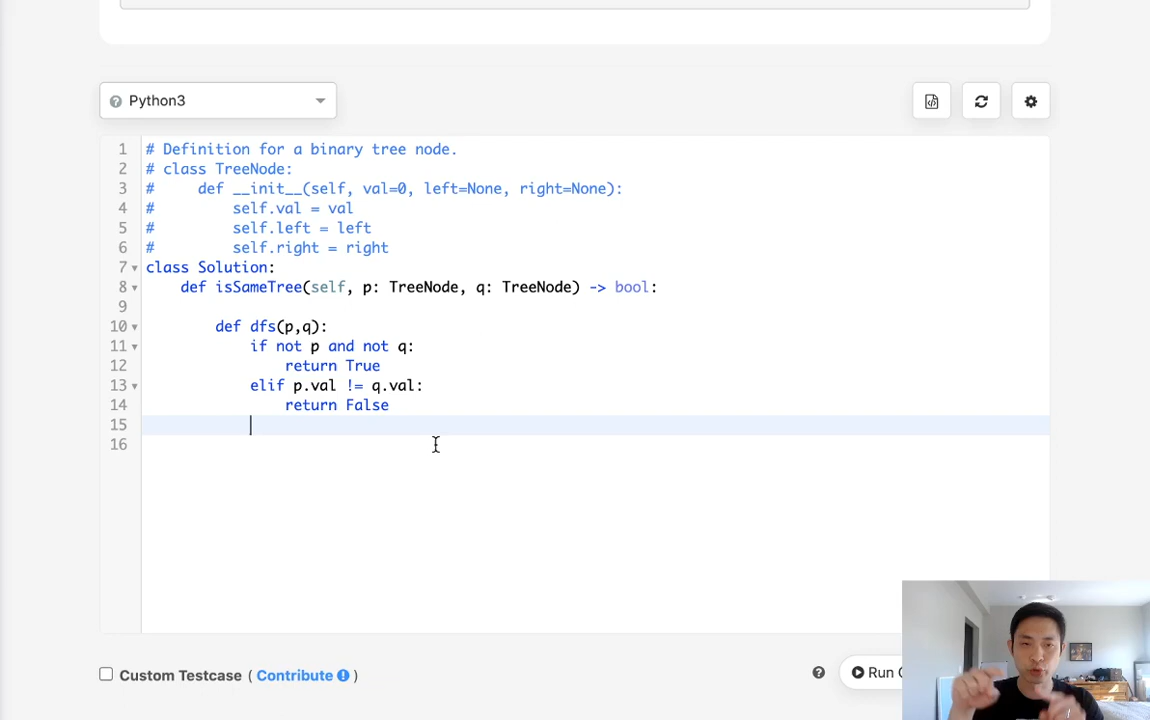 Python3
1 # Definition for a binary tree node.
2 # class TreeNode:
3 #     def __init__(self, val=0, left=None, right=None):
4 #         self.val = val
5 #         self.left = left
6 #         self.right = right
7 class Solution:
8     def isSameTree(self, p: TreeNode, q: TreeNode) -> bool:
9
10         def dfs(p,q):
11             if not p and not q:
12                 return True
13             elif p.val != q.val:
14                 return False
15
16
Custom Testcase ( Contribute )
Run